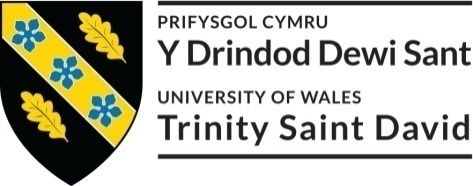 PRIFYSGOL CYMRU
Y Drindod Dewi Sant
UNIVERSITY OF WALES
Trinity Saint David